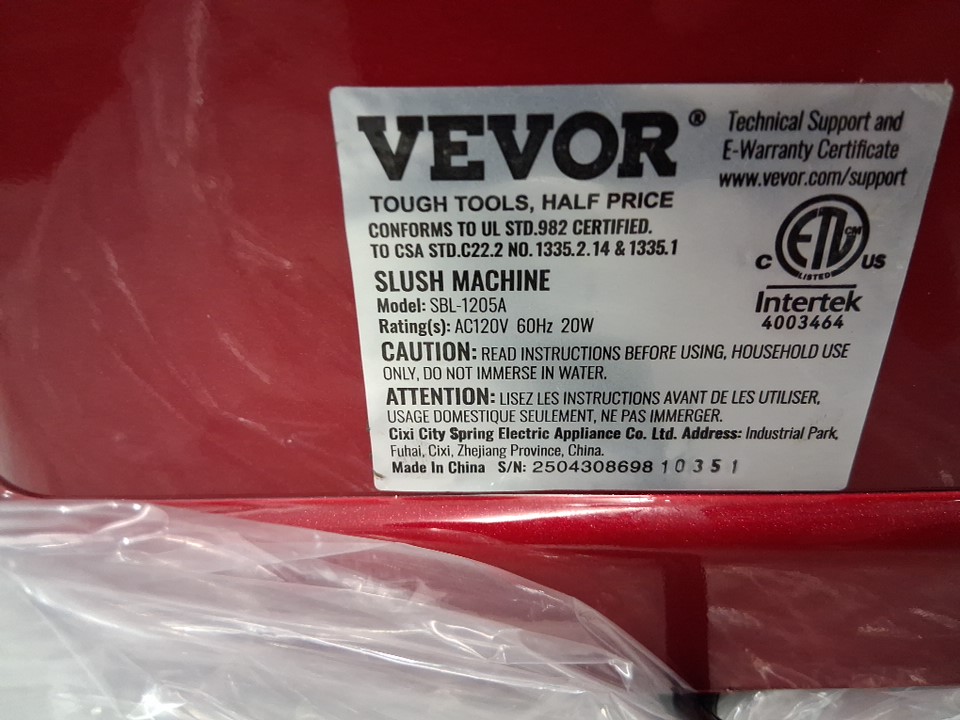 VEVOR®
Technical Support and
E-Warranty Certificate
www.vevor.com/support
TOUGH TOOLS, HALF PRICE
CONFORMS TO UL STD.982 CERTIFIED.
TO CSA STD.C22.2 NO. 1335.2.14 & 1335.1
C ETL CM US
LISTED
Intertek
4003464
SLUSH MACHINE
Model: SBL-1205A
Rating(s): AC120V 60Hz 20W
CAUTION: READ INSTRUCTIONS BEFORE USING, HOUSEHOLD USE
ONLY, DO NOT IMMERSE IN WATER.
ATTENTION: LISEZ LES INSTRUCTIONS AVANT DE LES UTILISER,
USAGE DOMESTIQUE SEULEMENT, NE PAS IMMERGER.
Cixi City Spring Electric Appliance Co. Ltd. Address: Industrial Park,
Fuhai, Cixi, Zhejiang Province, China.
Made In China S/N: 2504308698 10351